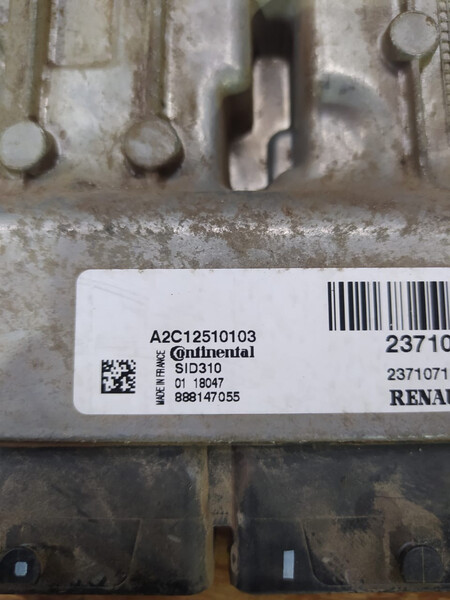 A2C12510103
Continental
SID310
01 18047
888147055
MADE IN FRANCE
23710
2371071
RENAU